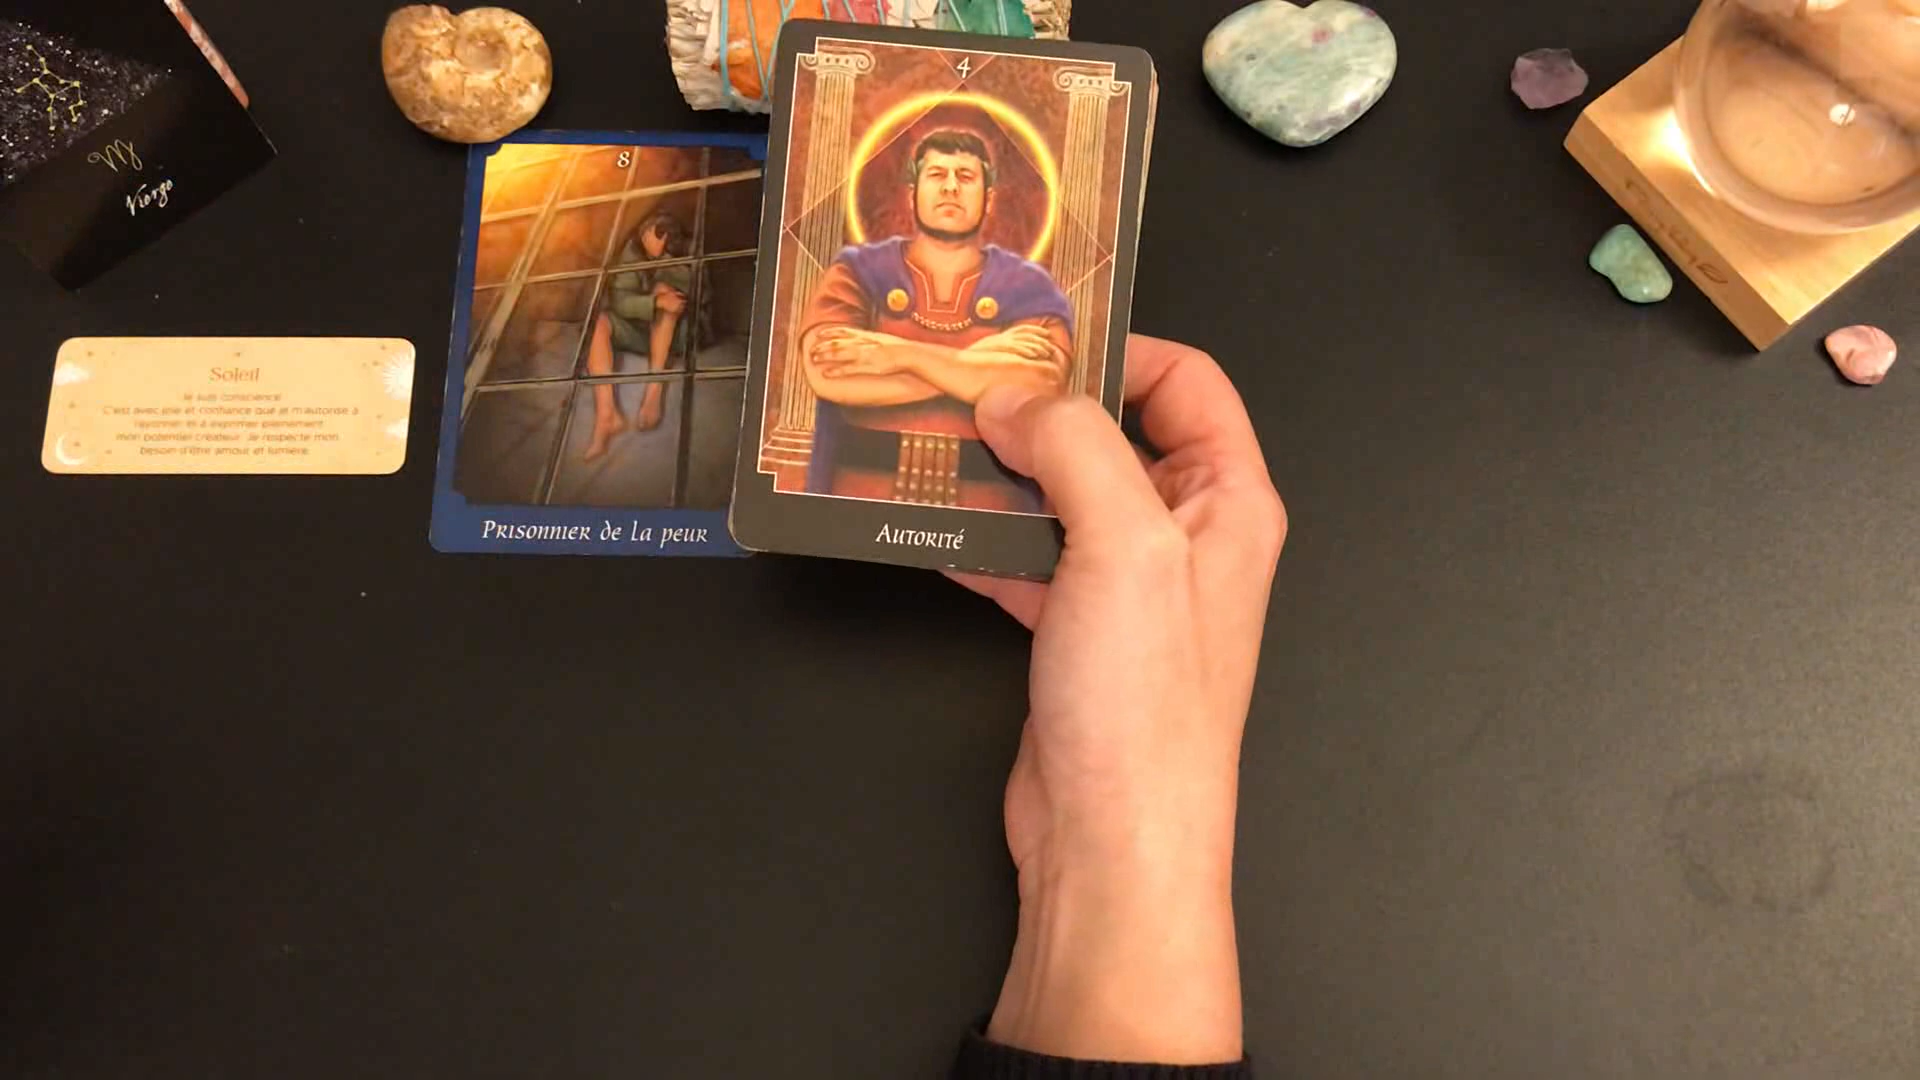 Vierge
Soleil
Je suis conscience.
C'est avec joie et confiance que je m'autorise à
rayonner et à exprimer pleinement
mon potentiel créateur. Je respecte mon
besoin d'être amour et lumière.
8
Prisonnier de la peur
4
Autorité